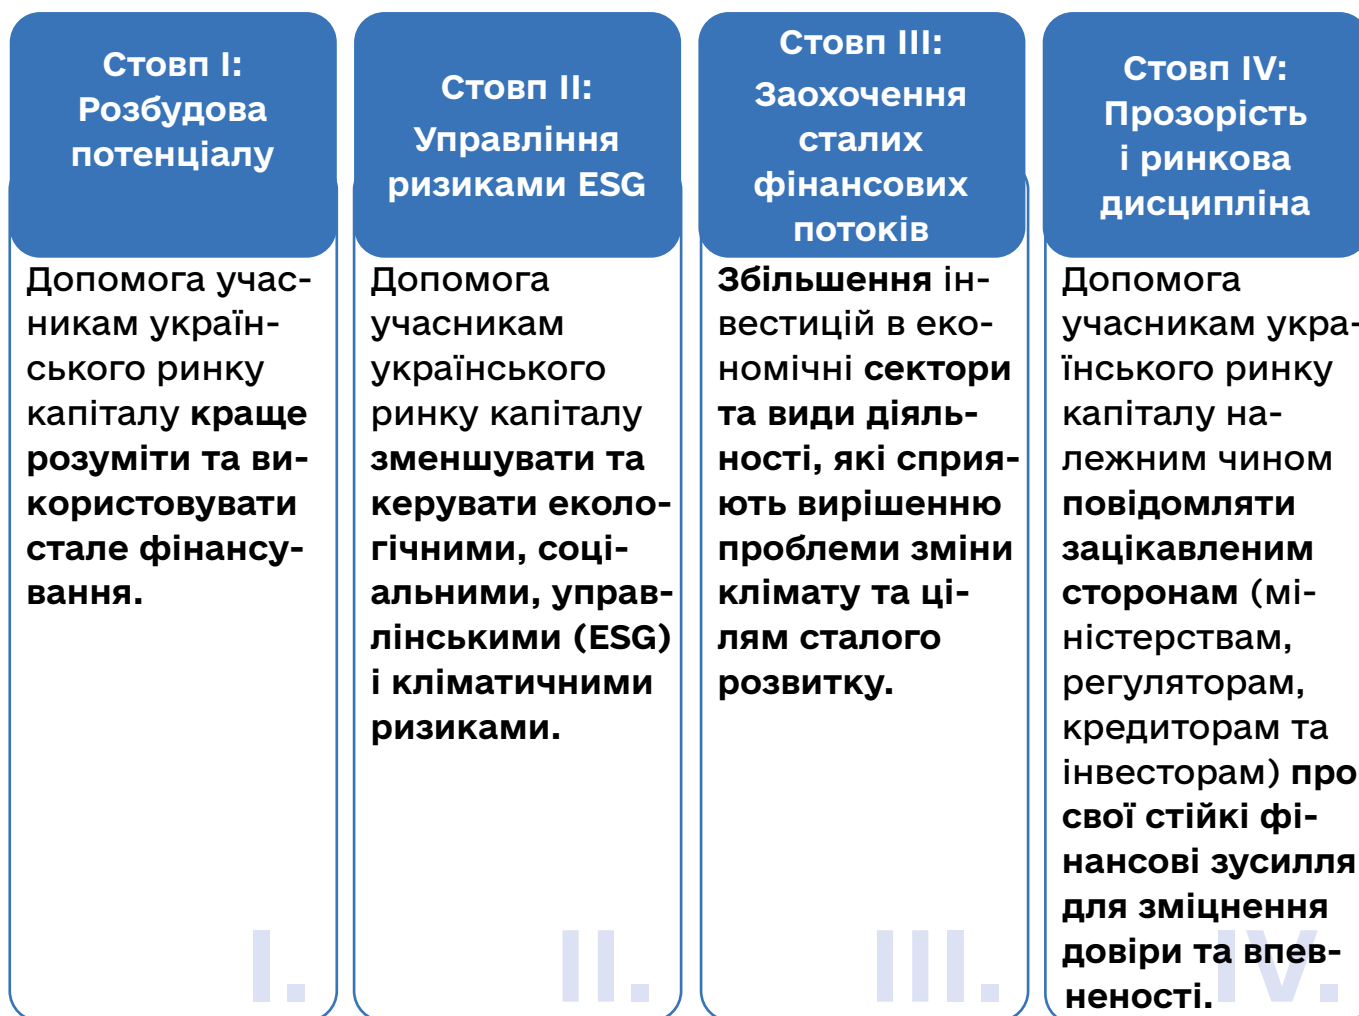 Стовп I:
Розбудова
потенціалу
Допомога учас-
никам україн-
ського ринку
капіталу краще
розуміти та ви-
користовувати
стале фінансу-
вання.
I.
Стовп II:
Управління
ризиками ESG
Допомога
учасникам
українського
ринку капіталу
зменшувати та
керувати еколо-
гічними, соці-
альними, управ-
лінськими (ESG)
і кліматичними
ризиками.
II.
Стовп III:
Заохочення
сталих
фінансових
потоків
Збільшення ін-
вестицій в еко-
номічні сектори
та види діяль-
ності, які сприя-
ють вирішенню
проблеми зміни
клімату та ці-
лям сталого
розвитку.
III.
Стовп IV:
Прозорість
і ринкова
дисципліна
Допомога
учасникам укра-
їнського ринку
капіталу на-
лежним чином
повідомляти
зацікавленим
сторонам (мі-
ністерствам,
регуляторам,
кредиторам та
інвесторам) про
свої стійкі фі-
нансові зусилля
для зміцнення
довіри та впев-
неності.
IV.